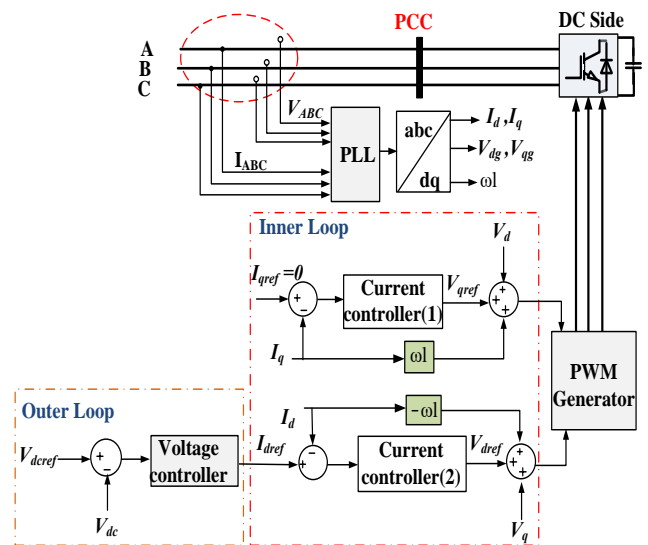 PCC
DC Side
A
B
C
V_ABC
I_ABC
PLL
abc
dq
I_d ,I_q
V_dg ,V_qg
ωl
Inner Loop
V_d
I_qref =0
+
−
Current
controller(1)
V_qref
+
+
+
I_q
ωl
PWM
Generator
Outer Loop
I_d
-ωl
V_dcref
+
−
Voltage
controller
I_dref
+
−
Current
controller(2)
V_dref
+
+
+
V_dc
V_q